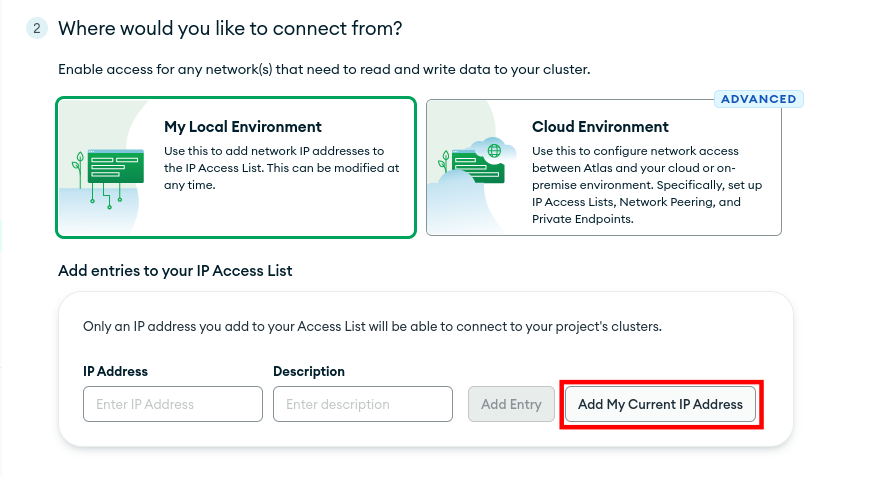 2 Where would you like to connect from?
Enable access for any network(s) that need to read and write data to your cluster.
ADVANCED
My Local Environment
Use this to add network IP addresses to
the IP Access List. This can be modified at
any time.
Cloud Environment
Use this to configure network access
between Atlas and your cloud or on-
premise environment. Specifically, set up
IP Access Lists, Network Peering, and
Private Endpoints.
Add entries to your IP Access List
Only an IP address you add to your Access List will be able to connect to your project's clusters.
IP Address Description
Enter IP Address Enter description Add Entry Add My Current IP Address